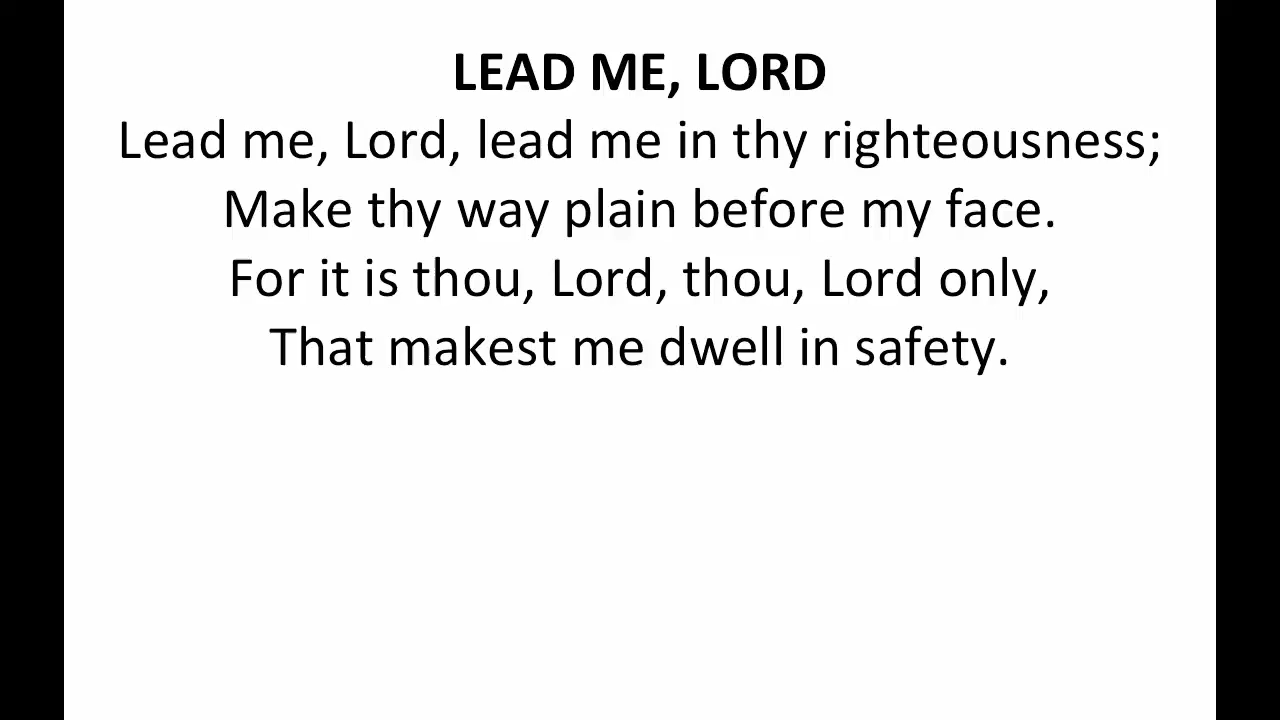 LEAD ME, LORD
Lead me, Lord, lead me in thy righteousness;
Make thy way plain before my face.
For it is thou, Lord, thou, Lord only,
That makest me dwell in safety.